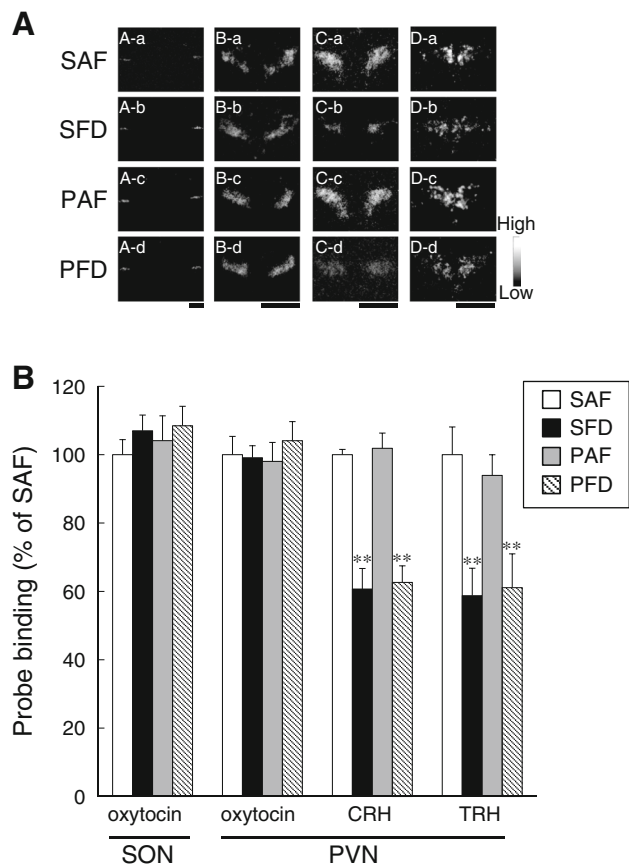 A
SAF
A-a
B-a
C-a
D-a
SFD
A-b
B-b
C-b
D-b
PAF
A-c
B-c
C-c
D-c
High
PFD
A-d
B-d
C-d
D-d
Low
B
Probe binding (% of SAF)
120
100
80
60
40
20
0
SAF
SFD
PAF
PFD
**
**
**
**
oxytocin
oxytocin
CRH
TRH
SON
PVN